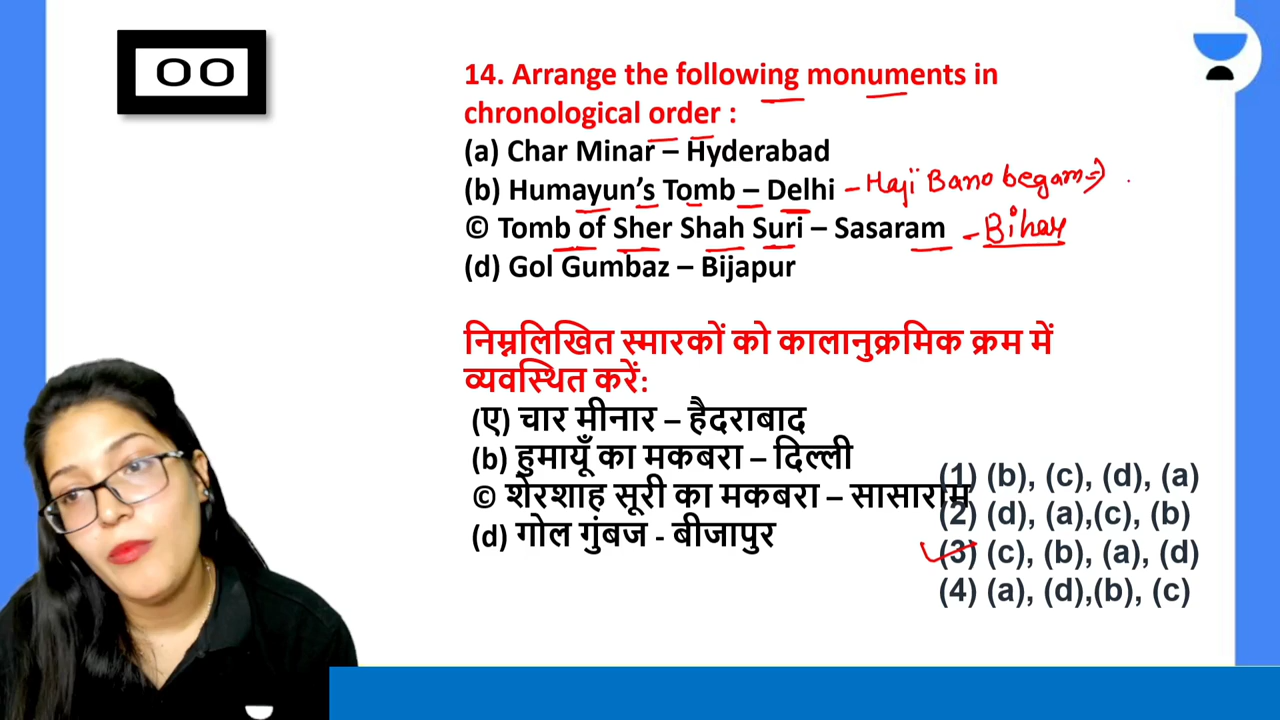 00
14. Arrange the following monuments in
chronological order :
(a) Char Minar – Hyderabad
(b) Humayun’s Tomb – Delhi – Haji Bano begam
© Tomb of Sher Shah Suri – Sasaram – Bihar
(d) Gol Gumbaz – Bijapur
निम्नलिखित स्मारकों को कालानुक्रमिक क्रम में
व्यवस्थित करें:
(ए) चार मीनार – हैदराबाद
(b) हुमायूँ का मकबरा – दिल्ली
© शेरशाह सूरी का मकबरा – सासाराम
(d) गोल गुंबज - बीजापुर
(1) (b), (c), (d), (a)
(2) (d), (a),(c), (b)
(3) (c), (b), (a), (d)
(4) (a), (d),(b), (c)